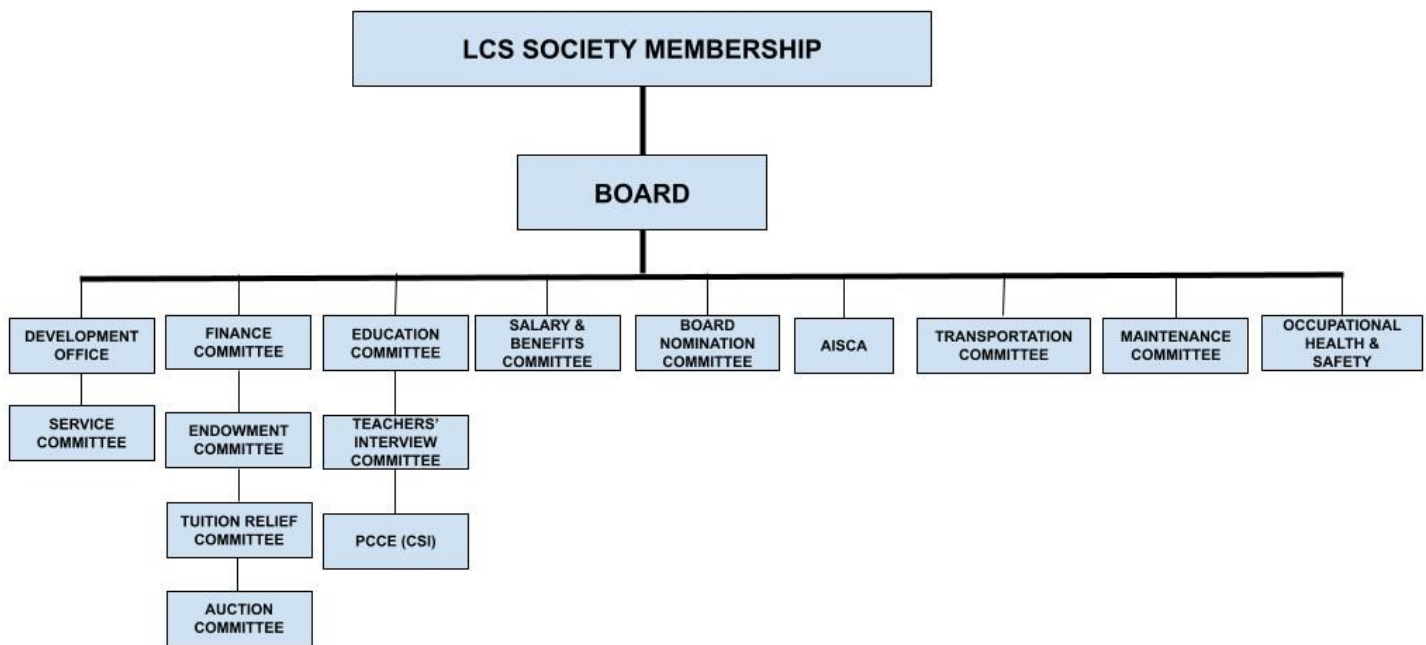 LCS SOCIETY MEMBERSHIP
BOARD
DEVELOPMENT
OFFICE
FINANCE
COMMITTEE
EDUCATION
COMMITTEE
SALARY &
BENEFITS
COMMITTEE
BOARD
NOMINATION
COMMITTEE
AISCA
TRANSPORTATION
COMMITTEE
MAINTENANCE
COMMITTEE
OCCUPATIONAL
HEALTH &
SAFETY
SERVICE
COMMITTEE
ENDOWMENT
COMMITTEE
TEACHERS'
INTERVIEW
COMMITTEE
TUITION RELIEF
COMMITTEE
PCCE (CSI)
AUCTION
COMMITTEE